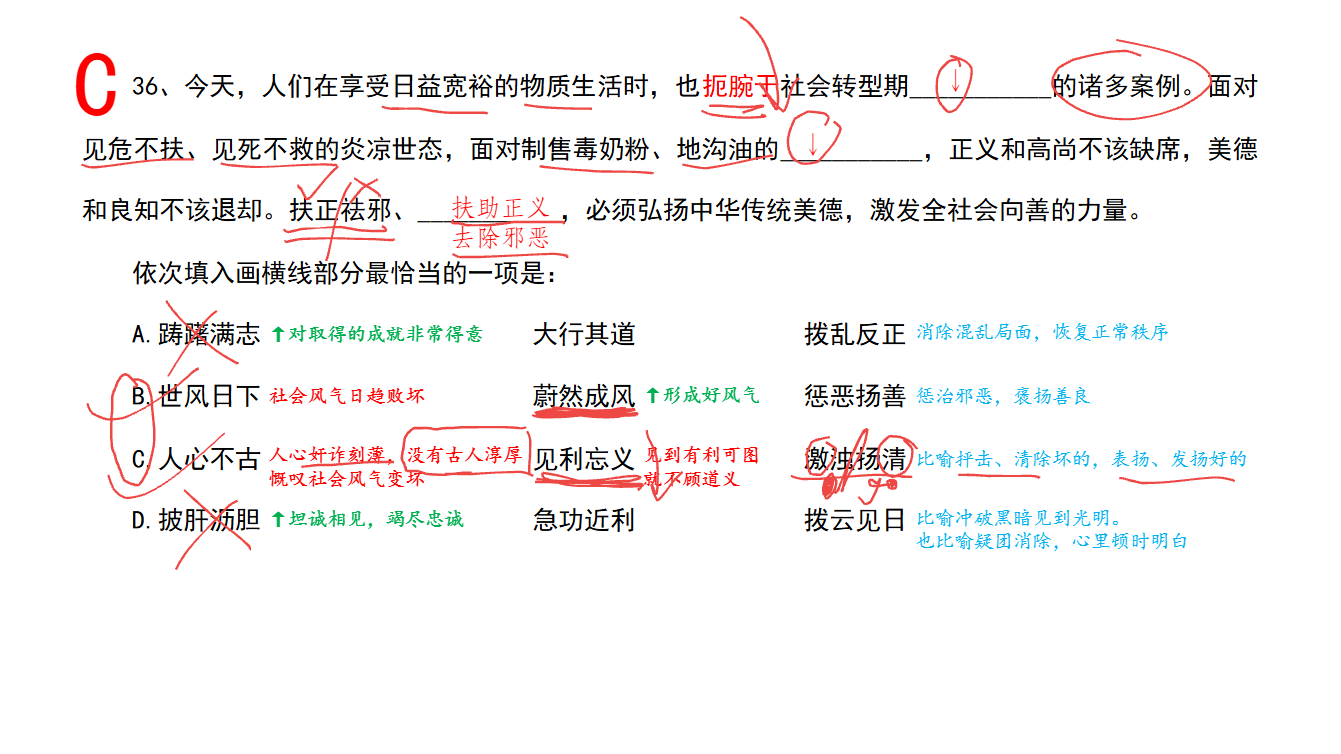 C
36、今天，人们在享受日益宽裕的物质生活时，也扼腕于社会转型期___________的诸多案例。面对
见危不扶、见死不救的炎凉世态，面对制售毒奶粉、地沟油的___________，正义和高尚不该缺席，美德
和良知不该退却。扶正祛邪、___________，必须弘扬中华传统美德，激发全社会向善的力量。
扶助正义
去除邪恶
依次填入画横线部分最恰当的一项是：
A.踌躇满志 ↑对取得的成就非常得意 大行其道 拨乱反正 消除混乱局面，恢复正常秩序
B.世风日下 社会风气日趋败坏 蔚然成风 ↑形成好风气 惩恶扬善 惩治邪恶，褒扬善良
C.人心不古 人心奸诈刻薄，没有古人淳厚 见利忘义 见到有利可图 激浊扬清 比喻抨击、清除坏的，表扬、发扬好的
慨叹社会风气变坏 就不顾道义
D.披肝沥胆 ↑坦诚相见，竭尽忠诚 急功近利 拨云见日 比喻冲破黑暗见到光明。
也比喻疑团消除，心里顿时明白